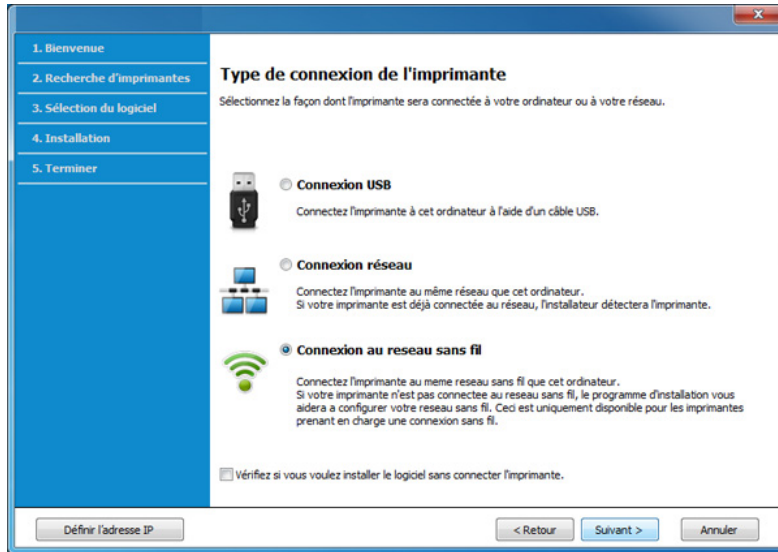 1. Bienvenue
2. Recherche d'imprimantes
3. Sélection du logiciel
4. Installation
5. Terminer
Type de connexion de l'imprimante
Sélectionnez la façon dont l'imprimante sera connectée à votre ordinateur ou à votre réseau.
Connexion USB
Connectez l'imprimante à cet ordinateur à l'aide d'un câble USB.
Connexion réseau
Connectez l'imprimante au même réseau que cet ordinateur.
Si votre imprimante est déjà connectée au réseau, l'installateur détectera l'imprimante.
Connexion au reseau sans fil
Connectez l'imprimante au meme reseau sans fil que cet ordinateur.
Si votre imprimante n'est pas connectee au reseau sans fil, le programme d'installation vous
aidera a configurer votre reseau sans fil. Ceci est uniquement disponible pour les imprimantes
prenant en charge une connexion sans fil.
Vérifiez si vous voulez installer le logiciel sans connecter l'imprimante.
Définir l'adresse IP
< Retour
Suivant >
Annuler